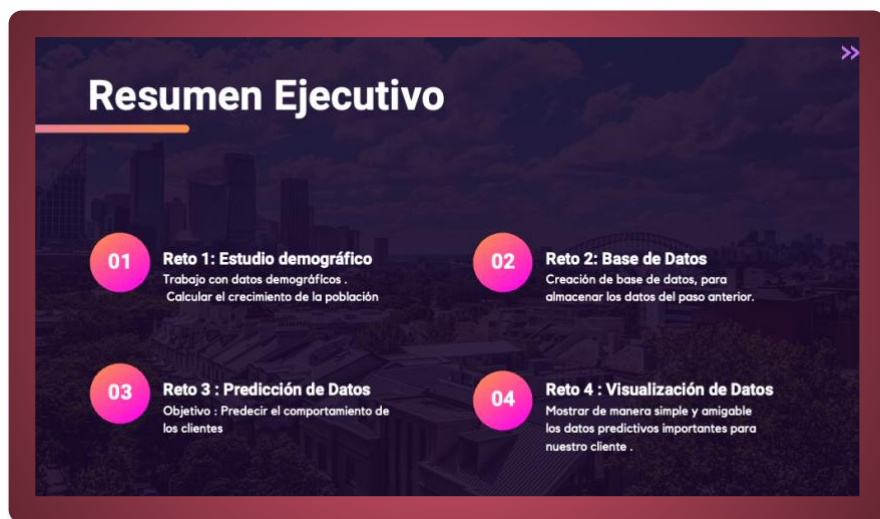 Resumen Ejecutivo
01
Reto 1: Estudio demográfico
Trabajo con datos demográficos .
Calcular el crecimiento de la población
02
Reto 2: Base de Datos
Creación de base de datos, para
almacenar los datos del paso anterior.
03
Reto 3 : Predicción de Datos
Objetivo : Predecir el comportamiento de
los clientes
04
Reto 4 : Visualización de Datos
Mostrar de manera simple y amigable
los datos predictivos importantes para
nuestro cliente .